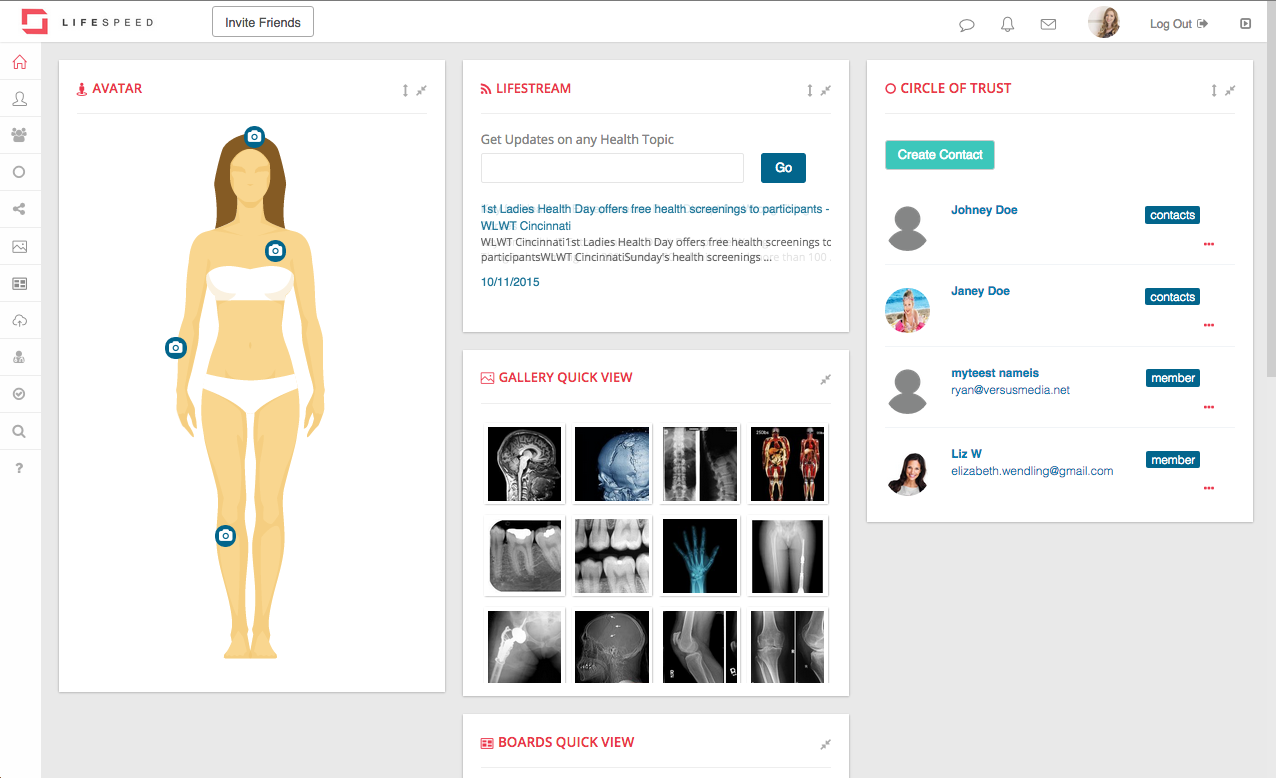 LIFESPEED
Invite Friends
Log Out
AVATAR
LIFESTREAM
Get Updates on any Health Topic
Go
1st Ladies Health Day offers free health screenings to participants -
WLWT Cincinnati
WLWT Cincinnati1st Ladies Health Day offers free health screenings to
participantsWLWT CincinnatiSunday's health screenings ... more than 100
10/11/2015
GALLERY QUICK VIEW
BOARDS QUICK VIEW
CIRCLE OF TRUST
Create Contact
Johney Doe
contacts
Janey Doe
contacts
myteest nameis
member
ryan@versusmedia.net
Liz W
member
elizabeth.wendling@gmail.com